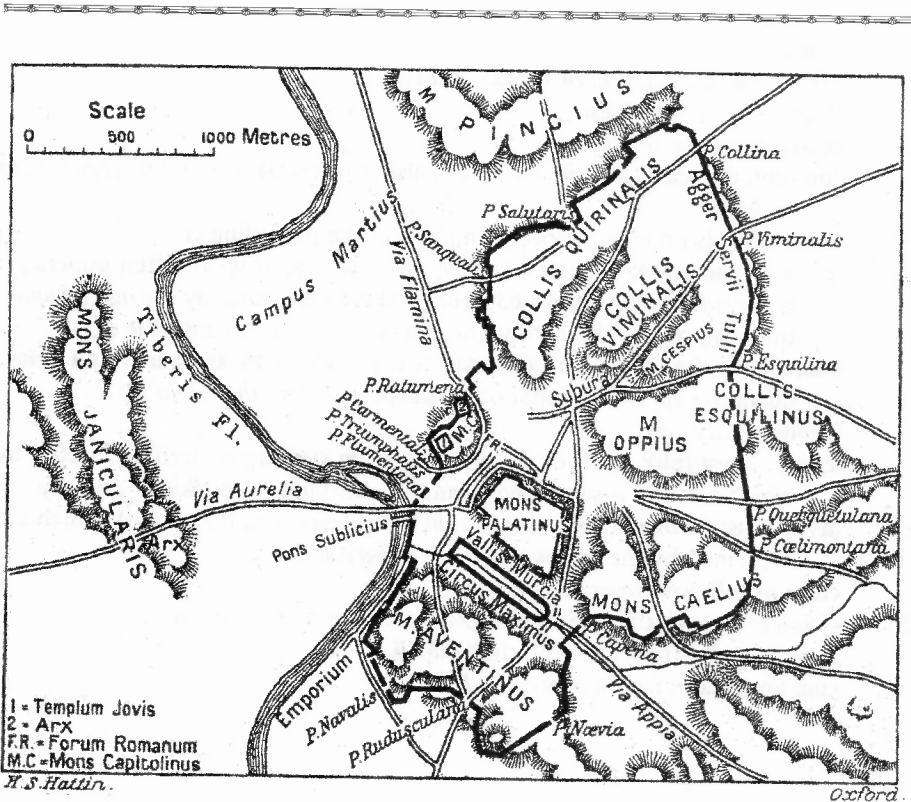 Scale
0 500 1000 Metres
M PINCIUS
P. Collina
Agger Servii Tulli
P. Salutaris
COLLIS QUIRINALIS
P. Sanqualis
P. Viminalis
Campus Martius
Via Flamina
COLLIS
VIMINALIS
M. CESPIUS
Tiberis Fl.
MONS
JANICULARIS
P. Ratumena
Subura
P. Esquilina
COLLIS
ESQUILINUS
P. Carmentalis
P. Triumphalis
P. Flumentana
M.C.
F.R.
M
OPPIUS
Via Aurelia
MONS
PALATINUS
P. Quetquetulana
Arx
Pons Sublicius
Vallis Murcia
P. Cœlimontana
Circus Maximus
MONS CAELIUS
M. AVENTINUS
P. Capena
Emporium
P. Navalis
P. Rudusculana
P. Nævia
Via Appia
1 = Templum Jovis
2 = Arx
F.R. = Forum Romanum
M.C = Mons Capitolinus
H.S. Hattin.
Oxford.